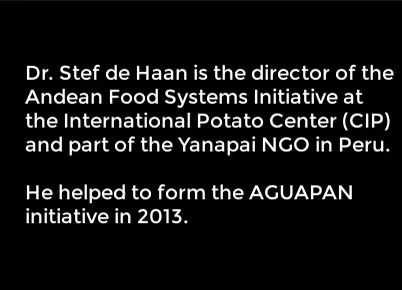 Dr. Stef de Haan is the director of the
Andean Food Systems Initiative at
the International Potato Center (CIP)
and part of the Yanapai NGO in Peru.
He helped to form the AGUAPAN
initiative in 2013.